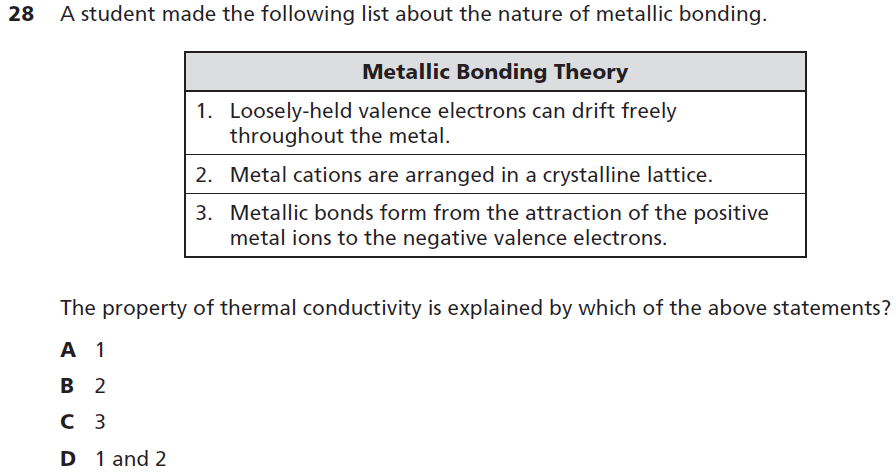 28 A student made the following list about the nature of metallic bonding.
Metallic Bonding Theory
1. Loosely-held valence electrons can drift freely
throughout the metal.
2. Metal cations are arranged in a crystalline lattice.
3. Metallic bonds form from the attraction of the positive
metal ions to the negative valence electrons.
The property of thermal conductivity is explained by which of the above statements?
A 1
B 2
C 3
D 1 and 2